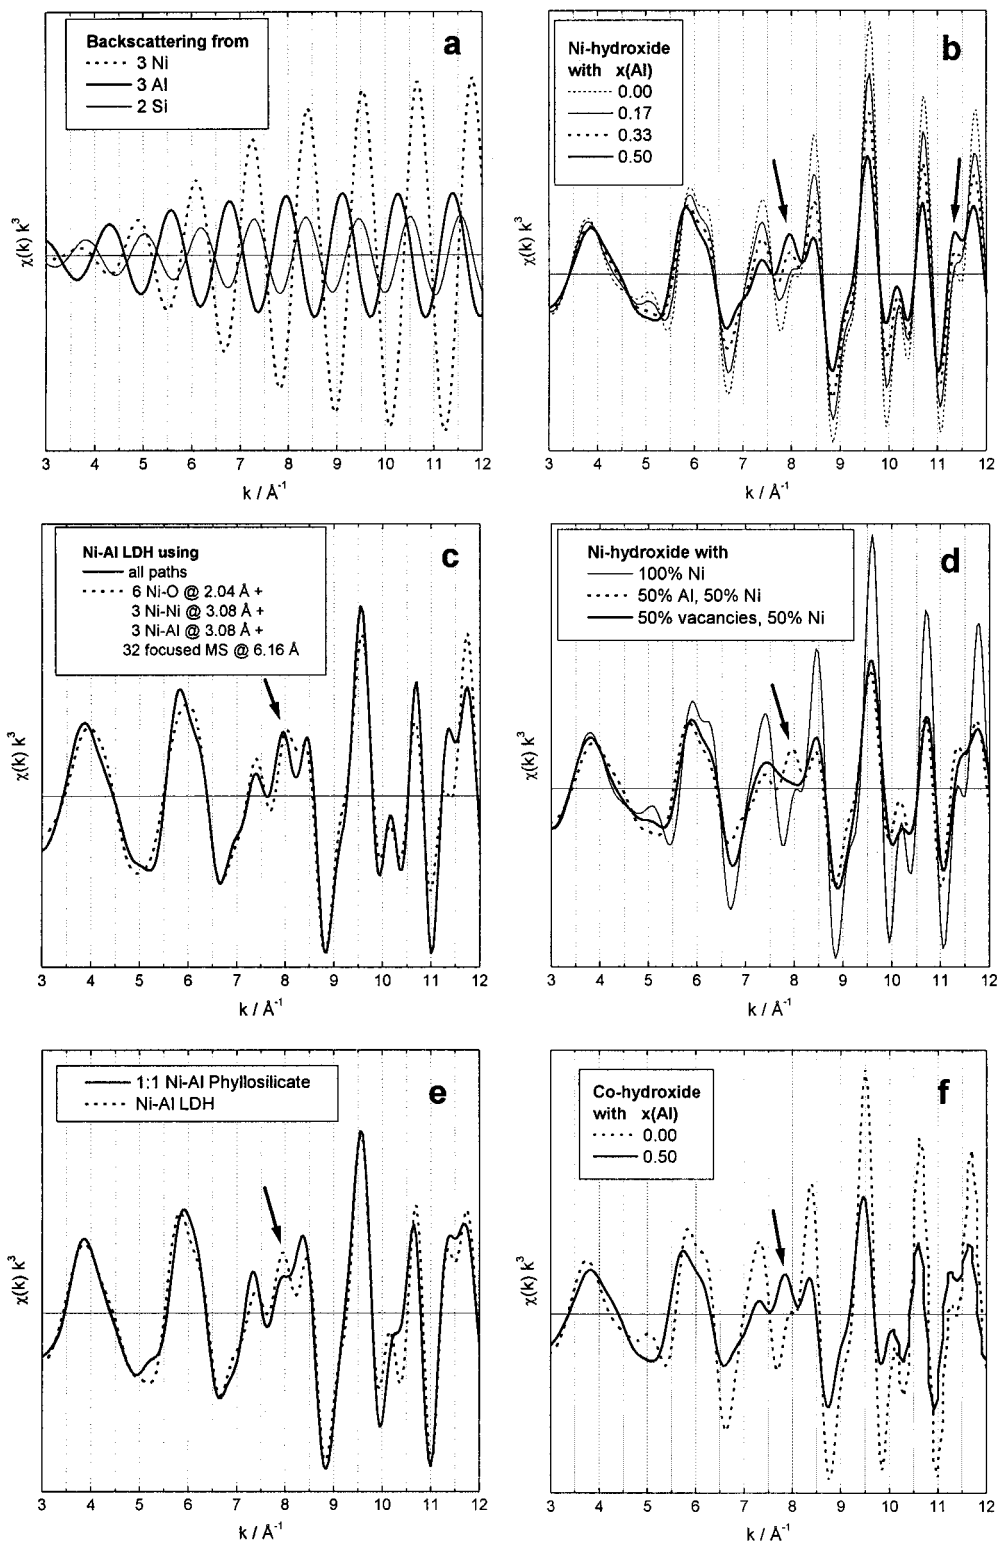 a
Backscattering from
3 Ni
3 Al
2 Si
χ(k) k³
3 4 5 6 7 8 9 10 11 12
k / Å⁻¹
b
Ni-hydroxide
with x(Al)
0.00
0.17
0.33
0.50
χ(k) k³
3 4 5 6 7 8 9 10 11 12
k / Å⁻¹
c
Ni-Al LDH using
all paths
6 Ni-O @ 2.04 Å +
3 Ni-Ni @ 3.08 Å +
3 Ni-Al @ 3.08 Å +
32 focused MS @ 6.16 Å
χ(k) k³
3 4 5 6 7 8 9 10 11 12
k / Å⁻¹
d
Ni-hydroxide with
100% Ni
50% Al, 50% Ni
50% vacancies, 50% Ni
χ(k) k³
3 4 5 6 7 8 9 10 11 12
k / Å⁻¹
e
1:1 Ni-Al Phyllosilicate
Ni-Al LDH
χ(k) k³
3 4 5 6 7 8 9 10 11 12
k / Å⁻¹
f
Co-hydroxide
with x(Al)
0.00
0.50
χ(k) k³
3 4 5 6 7 8 9 10 11 12
k / Å⁻¹